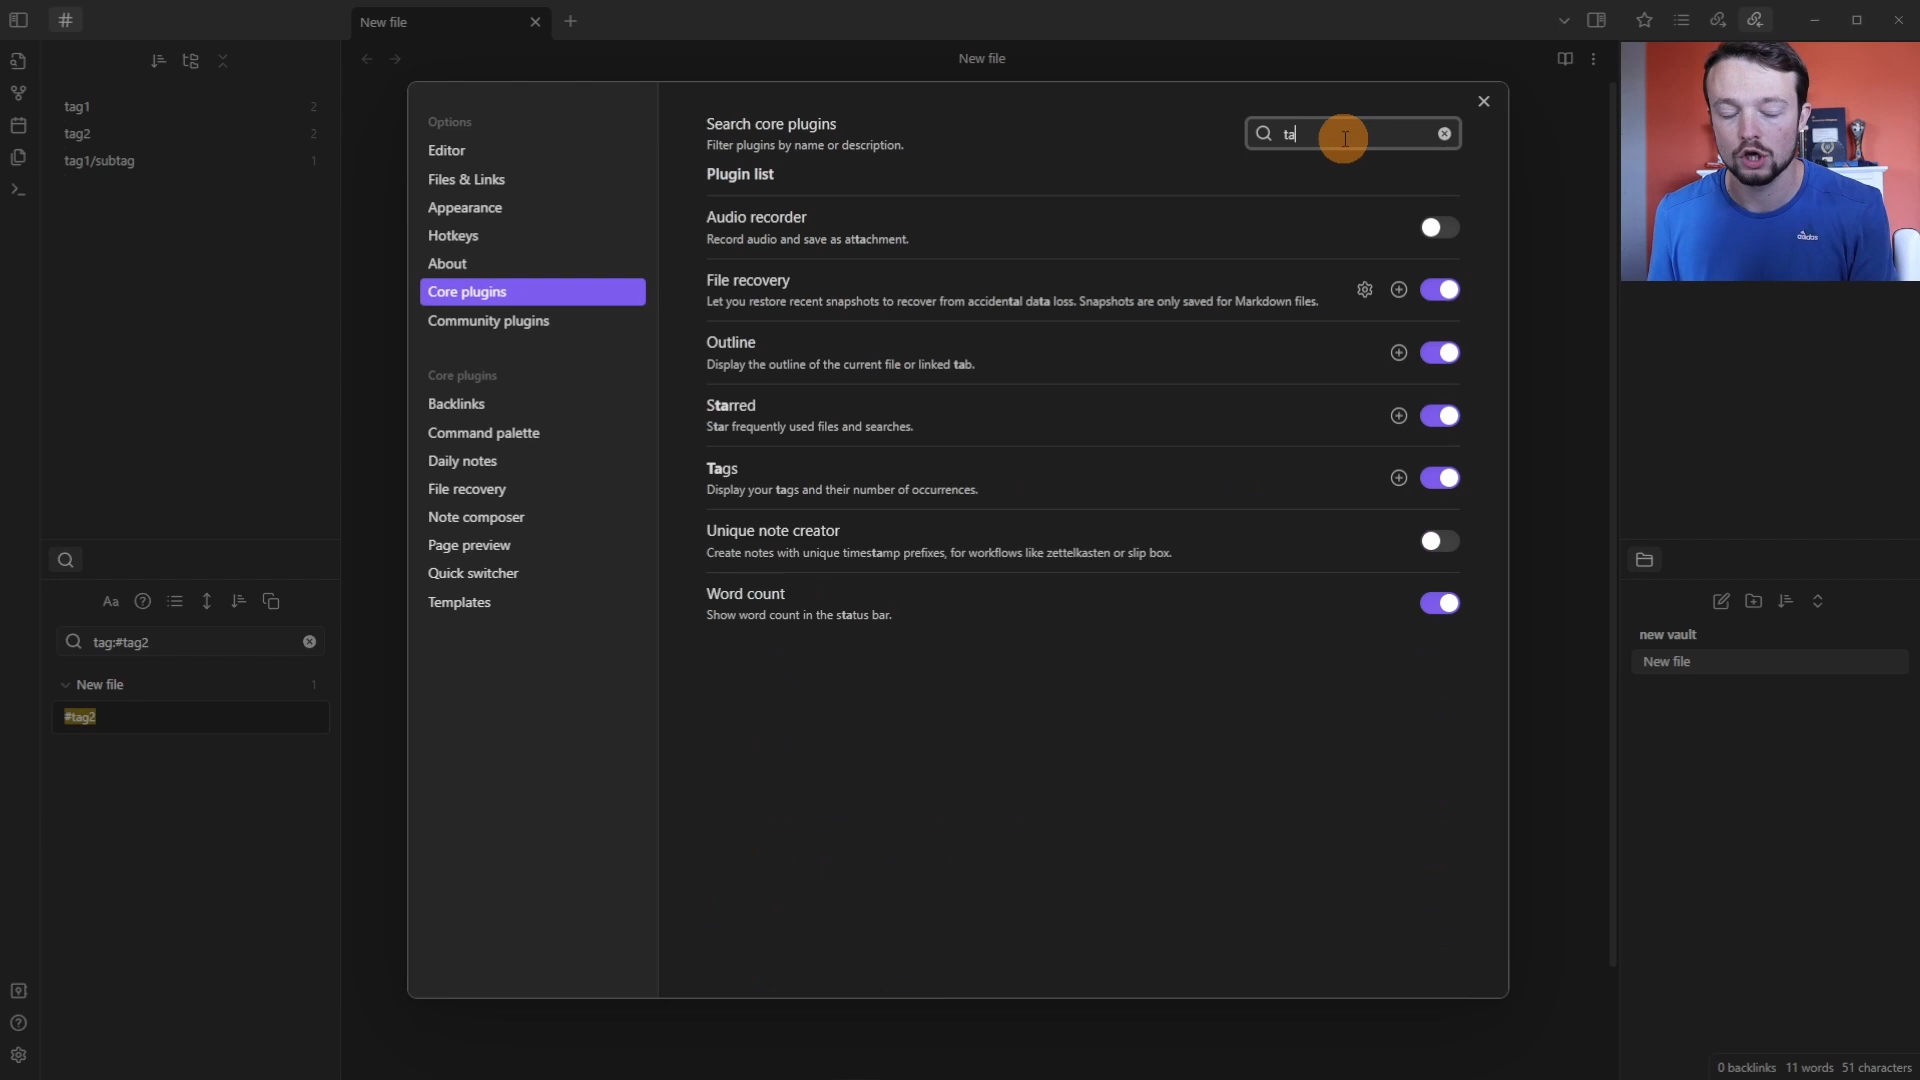 New file
New file
tag1 2
tag2 2
tag1/subtag 1
Aa
tag:#tag2
New file 1
#tag2
Options
Editor
Files & Links
Appearance
Hotkeys
About
Core plugins
Community plugins
Core plugins
Backlinks
Command palette
Daily notes
File recovery
Note composer
Page preview
Quick switcher
Templates
Search core plugins
Filter plugins by name or description.
ta
Plugin list
Audio recorder
Record audio and save as attachment.
File recovery
Let you restore recent snapshots to recover from accidental data loss. Snapshots are only saved for Markdown files.
Outline
Display the outline of the current file or linked tab.
Starred
Star frequently used files and searches.
Tags
Display your tags and their number of occurrences.
Unique note creator
Create notes with unique timestamp prefixes, for workflows like zettelkasten or slip box.
Word count
Show word count in the status bar.
adidas
new vault
New file
0 backlinks 11 words 51 characters